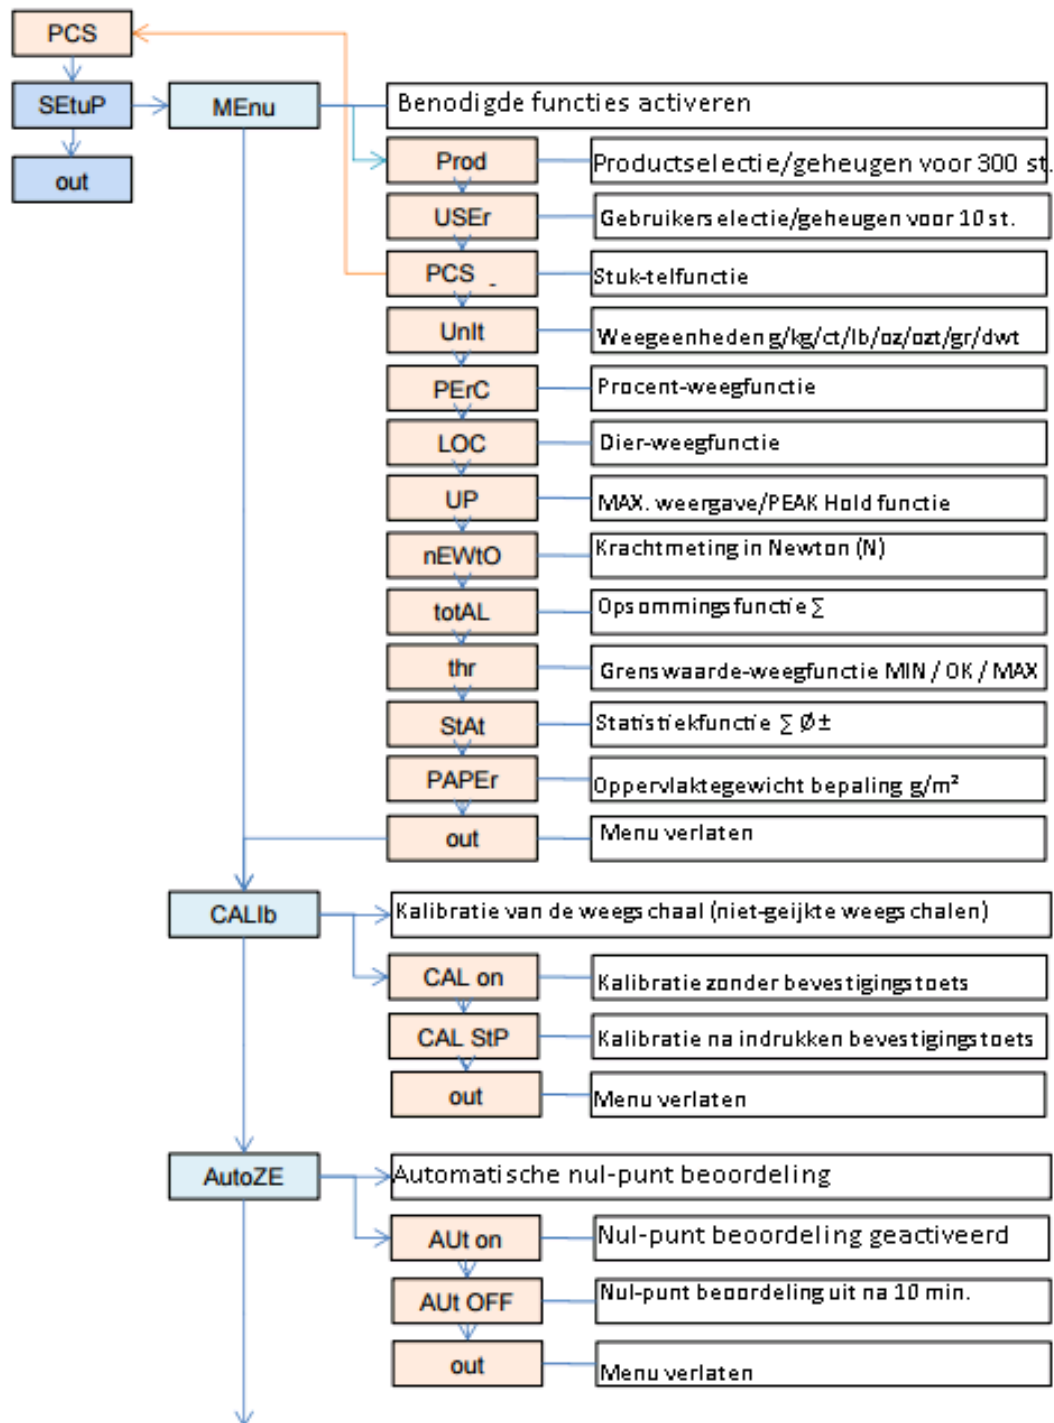 PCS
SEtuP
MEnu
Benodigde functies activeren
out
Prod
Productselectie/geheugen voor 300 st.
USEr
Gebruikerselectie/geheugen voor 10 st.
PCS _
Stuk-telfunctie
UnIt
Weegeenheden g/kg/ct/lb/oz/ozt/gr/dwt
PErC
Procent-weegfunctie
LOC
Dier-weegfunctie
UP
MAX. weergave/PEAK Hold functie
nEWtO
Krachtmeting in Newton (N)
totAL
Opsommingsfunctie ∑
thr
Grenswaarde-weegfunctie MIN / OK / MAX
StAt
Statistiekfunctie ∑ Ø ±
PAPEr
Oppervlaktegewicht bepaling g/m²
out
Menu verlaten
CALIb
Kalibratie van de weegschaal (niet-geijkte weegschalen)
CAL on
Kalibratie zonder bevestigingstoets
CAL StP
Kalibratie na indrukken bevestigingstoets
out
Menu verlaten
AutoZE
Automatische nul-punt beoordeling
AUt on
Nul-punt beoordeling geactiveerd
AUt OFF
Nul-punt beoordeling uit na 10 min.
out
Menu verlaten